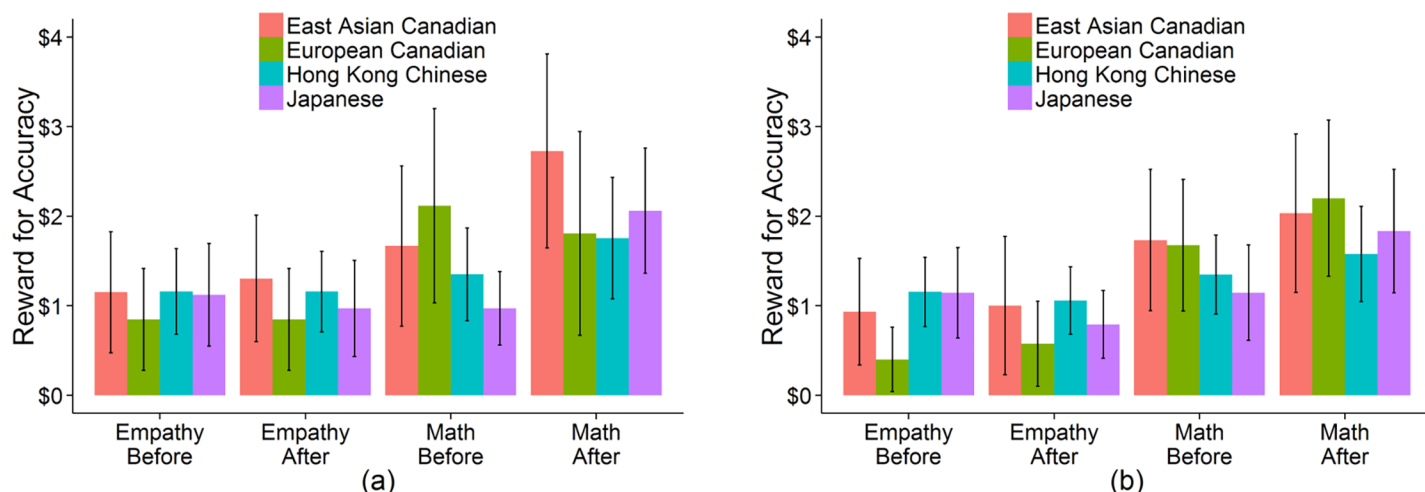 $4
$3
$2
$1
$0
Reward for Accuracy
East Asian Canadian
European Canadian
Hong Kong Chinese
Japanese
Empathy
Before
Empathy
After
Math
Before
Math
After
(a)
$4
$3
$2
$1
$0
Reward for Accuracy
East Asian Canadian
European Canadian
Hong Kong Chinese
Japanese
Empathy
Before
Empathy
After
Math
Before
Math
After
(b)